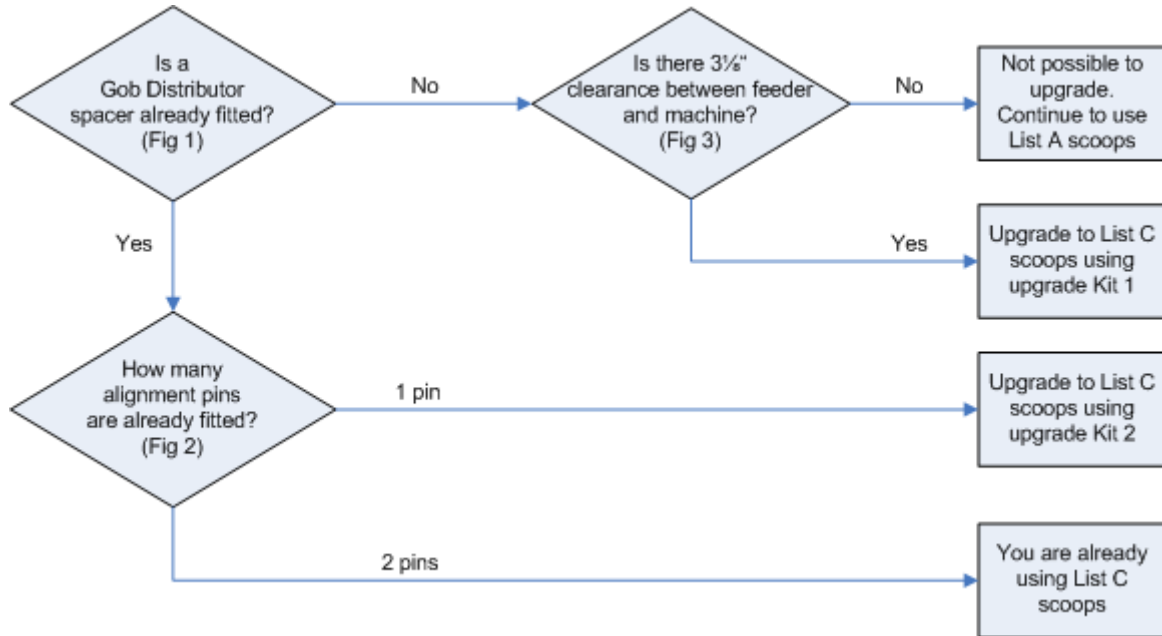 Is a
Gob Distributor
spacer already fitted?
(Fig 1)
No
Is there 3⅛“
clearance between feeder
and machine?
(Fig 3)
No
Not possible to
upgrade.
Continue to use
List A scoops
Yes
Yes
Upgrade to List C
scoops using
upgrade Kit 1
How many
alignment pins
are already fitted?
(Fig 2)
1 pin
Upgrade to List C
scoops using
upgrade Kit 2
2 pins
You are already
using List C
scoops